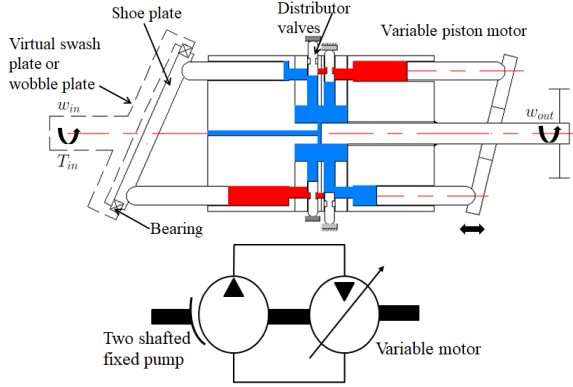 Shoe plate
Distributor
valves
Variable piston motor
Virtual swash
plate or
wobble plate
w_in
T_in
w_out
Bearing
Two shafted
fixed pump
Variable motor